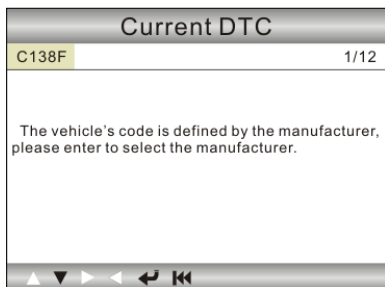 Current DTC
C138F 1/12
The vehicle's code is defined by the manufacturer,
please enter to select the manufacturer.